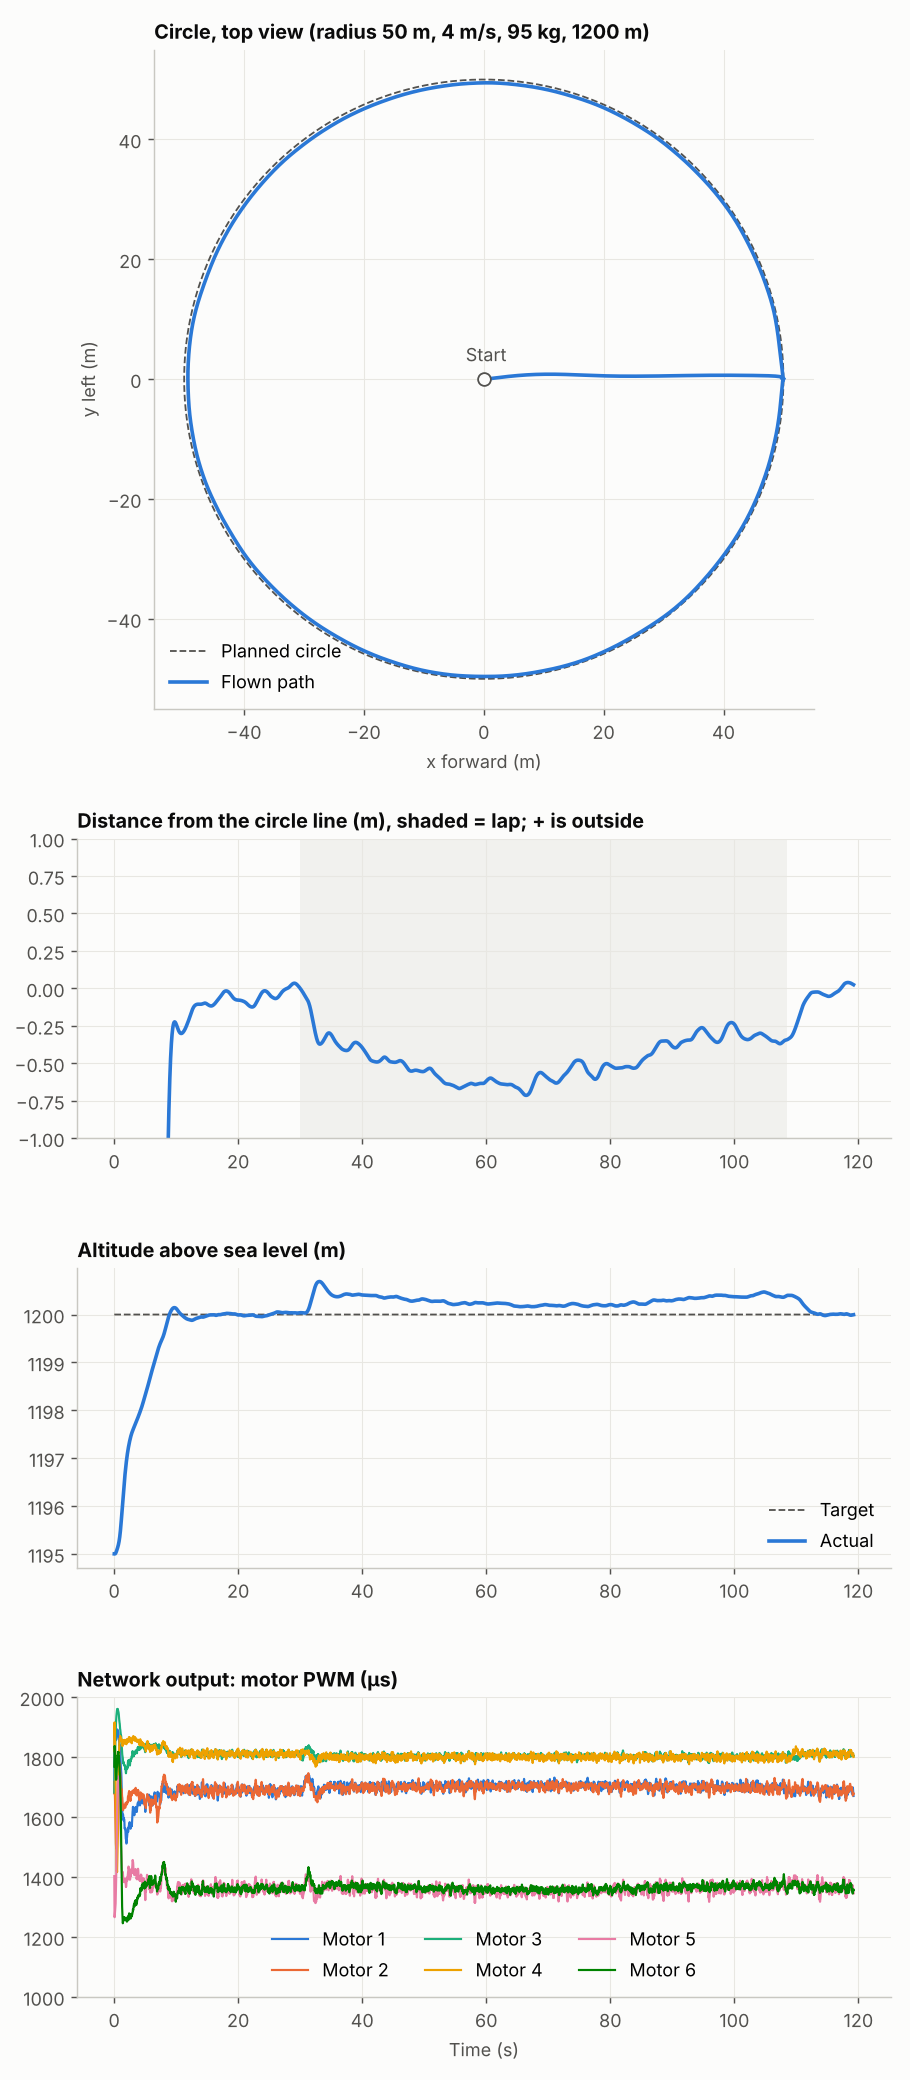 Circle, top view (radius 50 m, 4 m/s, 95 kg, 1200 m)
40
20
0
−20
−40
y left (m)
Start
Planned circle
Flown path
−40 −20 0 20 40
x forward (m)
Distance from the circle line (m), shaded = lap; + is outside
1.00
0.75
0.50
0.25
0.00
−0.25
−0.50
−0.75
−1.00
0 20 40 60 80 100 120
Altitude above sea level (m)
1200
1199
1198
1197
1196
1195
Target
Actual
0 20 40 60 80 100 120
Network output: motor PWM (µs)
2000
1800
1600
1400
1200
1000
Motor 1 Motor 3 Motor 5
Motor 2 Motor 4 Motor 6
0 20 40 60 80 100 120
Time (s)